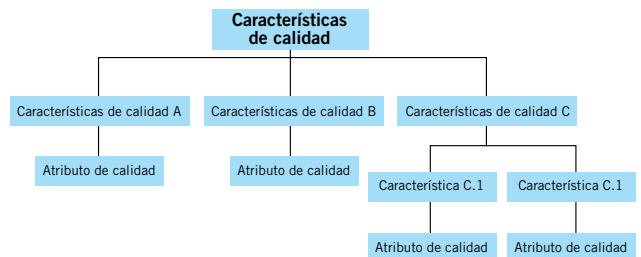 Características
de calidad
Características de calidad A
Características de calidad B
Características de calidad C
Atributo de calidad
Atributo de calidad
Característica C.1
Característica C.1
Atributo de calidad
Atributo de calidad